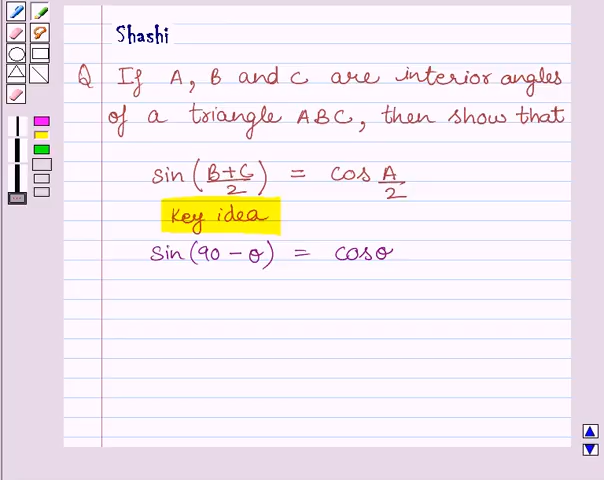 Shashi
Q If A, B and C are interior angles
of a triangle ABC, then show that
sin(B+C/2) = cos A/2
Key idea
sin(90 - θ) = cosθ